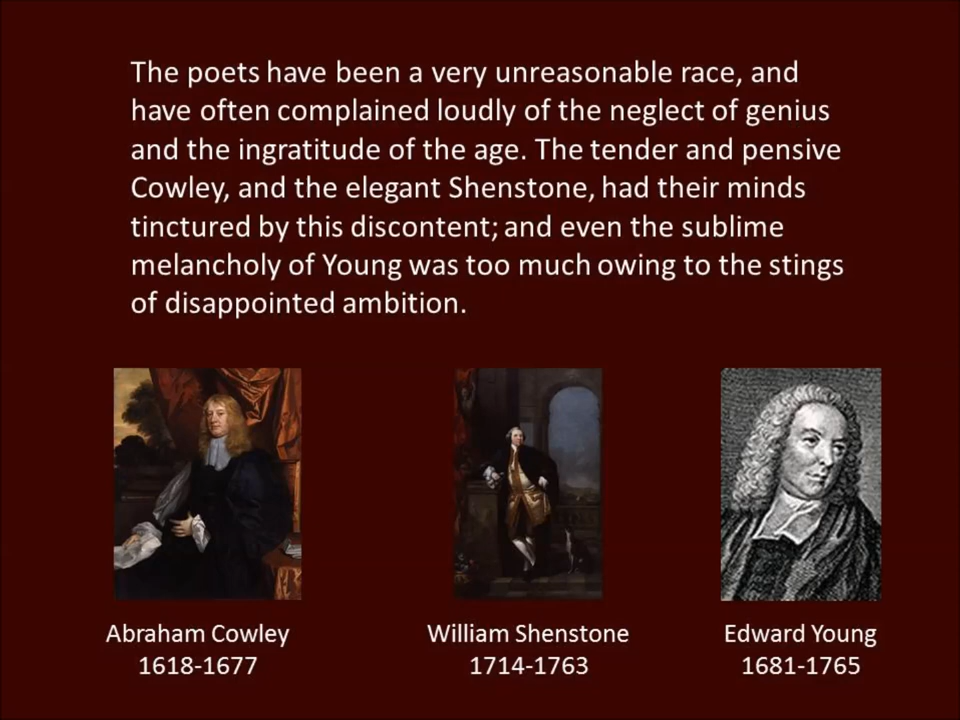 The poets have been a very unreasonable race, and
have often complained loudly of the neglect of genius
and the ingratitude of the age. The tender and pensive
Cowley, and the elegant Shenstone, had their minds
tinctured by this discontent; and even the sublime
melancholy of Young was too much owing to the stings
of disappointed ambition.
Abraham Cowley
1618-1677
William Shenstone
1714-1763
Edward Young
1681-1765